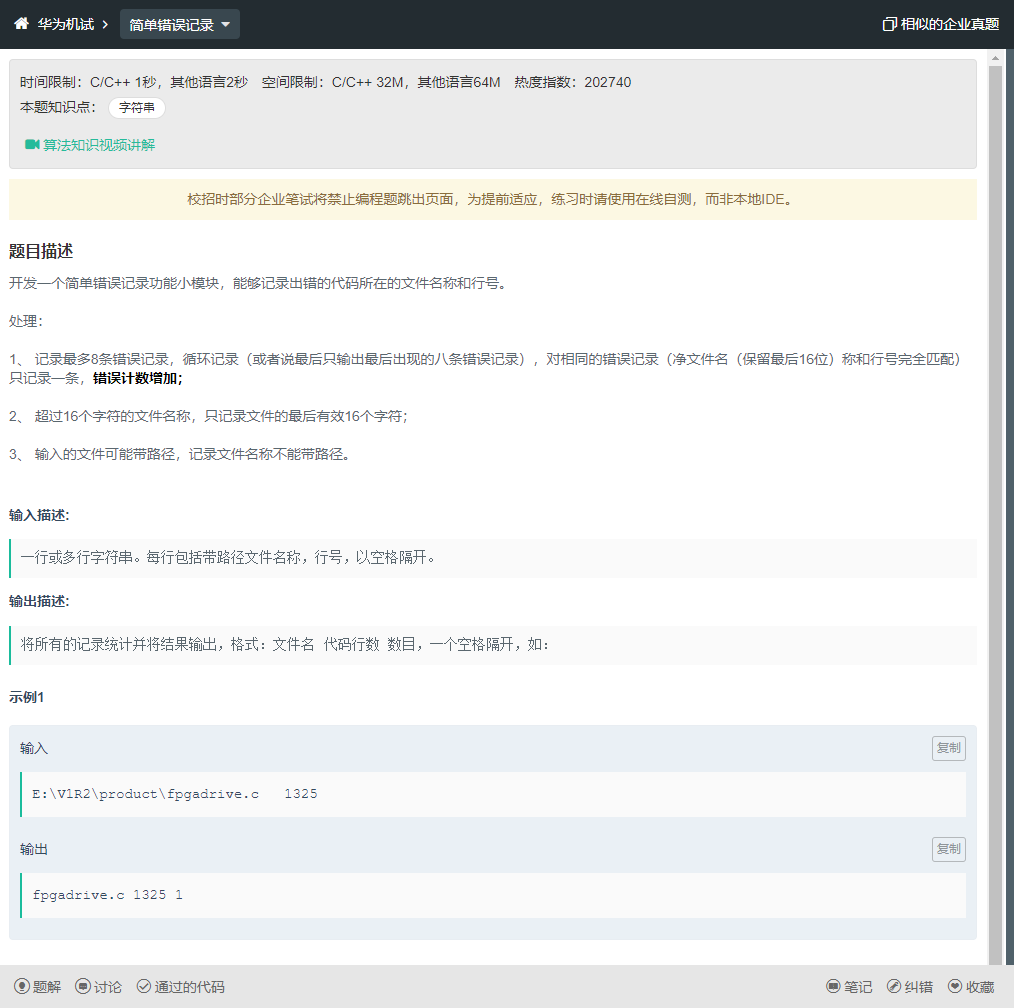 华为机试 简单错误记录 相似的企业真题
时间限制：C/C++ 1秒，其他语言2秒 空间限制：C/C++ 32M，其他语言64M 热度指数：202740
本题知识点： 字符串
算法知识视频讲解
校招时部分企业笔试将禁止编程题跳出页面，为提前适应，练习时请使用在线自测，而非本地IDE。
题目描述
开发一个简单错误记录功能小模块，能够记录出错的代码所在的文件名称和行号。
处理：
1、 记录最多8条错误记录，循环记录（或者说最后只输出最后出现的八条错误记录），对相同的错误记录（净文件名（保留最后16位）称和行号完全匹配）
只记录一条，错误计数增加；
2、 超过16个字符的文件名称，只记录文件的最后有效16个字符；
3、 输入的文件可能带路径，记录文件名称不能带路径。
输入描述:
一行或多行字符串。每行包括带路径文件名称，行号，以空格隔开。
输出描述:
将所有的记录统计并将结果输出，格式：文件名 代码行数 数目，一个空格隔开，如：
示例1
输入 复制
E:\V1R2\product\fpgadrive.c   1325
输出 复制
fpgadrive.c 1325 1
题解 讨论 通过的代码 笔记 纠错 收藏